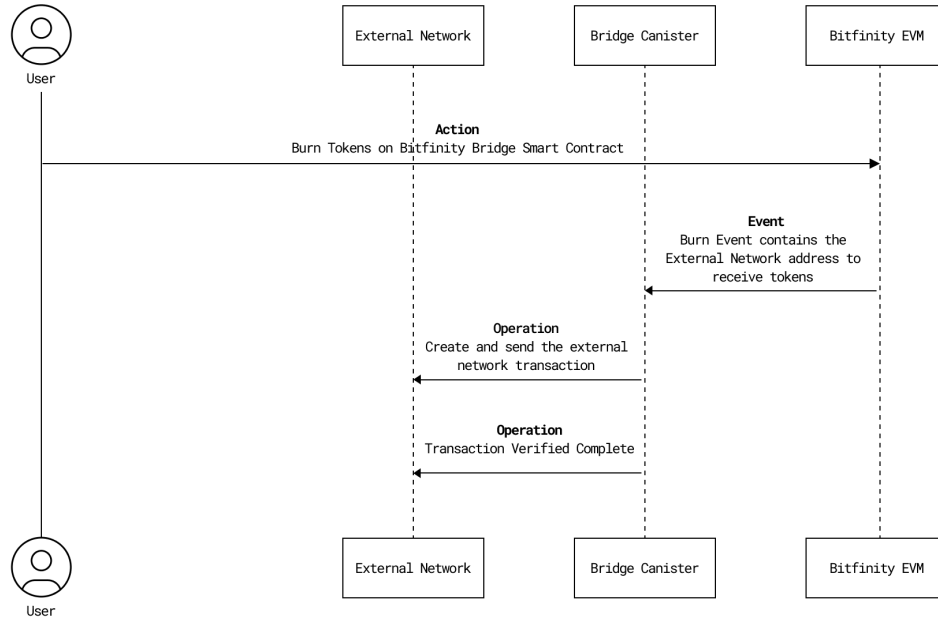 External Network
Bridge Canister
Bitfinity EVM
User
Action
Burn Tokens on Bitfinity Bridge Smart Contract
Event
Burn Event contains the
External Network address to
receive tokens
Operation
Create and send the external
network transaction
Operation
Transaction Verified Complete
External Network
Bridge Canister
Bitfinity EVM
User